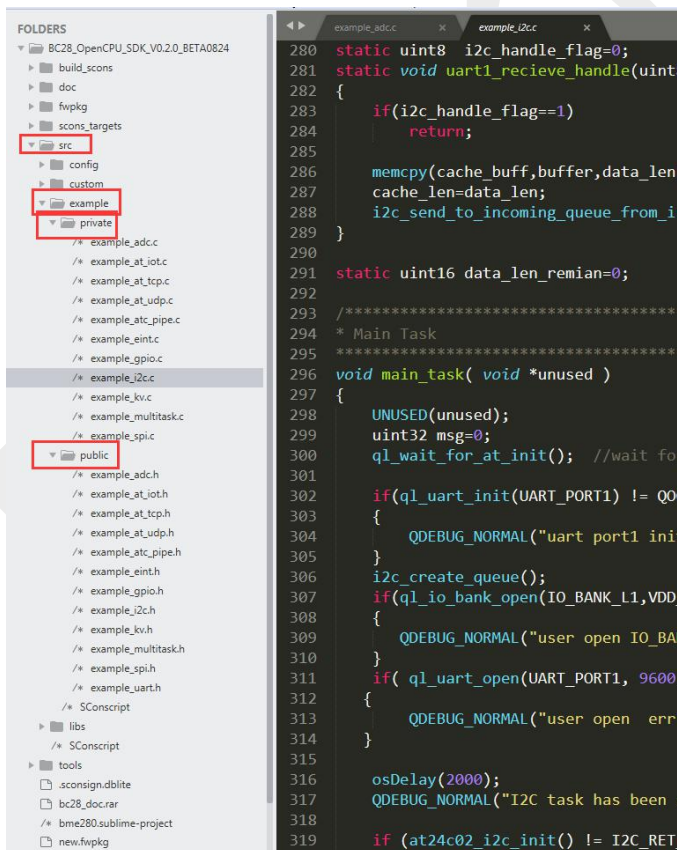 FOLDERS
BC28_OpenCPU_SDK_V0.2.0_BETA0824
build_scons
doc
fwpkg
scons_targets
src
config
custom
example
private
/* example_adc.c
/* example_at_iot.c
/* example_at_tcp.c
/* example_at_udp.c
/* example_atc_pipe.c
/* example_eint.c
/* example_gpio.c
/* example_i2c.c
/* example_kv.c
/* example_multitask.c
/* example_spi.c
public
/* example_adc.h
/* example_at_iot.h
/* example_at_tcp.h
/* example_at_udp.h
/* example_atc_pipe.h
/* example_eint.h
/* example_gpio.h
/* example_i2c.h
/* example_kv.h
/* example_multitask.h
/* example_spi.h
/* example_uart.h
/* SConscript
libs
/* SConscript
tools
.sconsign.dblite
bc28_doc.rar
/* bme280.sublime-project
new.fwpkg
example_adc.c × example_i2c.c ×
280 static uint8 i2c_handle_flag=0;
281 static void uart1_recieve_handle(uint
282 {
283 if(i2c_handle_flag==1)
284 return;
285
286 memcpy(cache_buff,buffer,data_len
287 cache_len=data_len;
288 i2c_send_to_incoming_queue_from_i
289 }
290
291 static uint16 data_len_remian=0;
292
293 /************************************
294 * Main Task
295 *************************************
296 void main_task( void *unused )
297 {
298 UNUSED(unused);
299 uint32 msg=0;
300 ql_wait_for_at_init(); //wait fo
301
302 if(ql_uart_init(UART_PORT1) != QO
303 {
304 QDEBUG_NORMAL("uart port1 ini
305 }
306 i2c_create_queue();
307 if(ql_io_bank_open(IO_BANK_L1,VDD
308 {
309 QDEBUG_NORMAL("user open IO_BA
310 }
311 if( ql_uart_open(UART_PORT1, 9600
312 {
313 QDEBUG_NORMAL("user open err
314 }
315
316 osDelay(2000);
317 QDEBUG_NORMAL("I2C task has been
318
319 if (at24c02_i2c_init() != I2C_RET